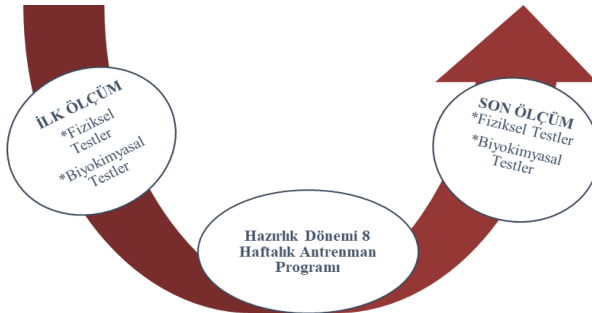 İLK ÖLÇÜM
*Fiziksel
Testler
*Biyokimyasal
Testler
Hazırlık Dönemi 8
Haftalık Antrenman
Programı
SON ÖLÇÜM
*Fiziksel Testler
*Biyokimyasal
Testler